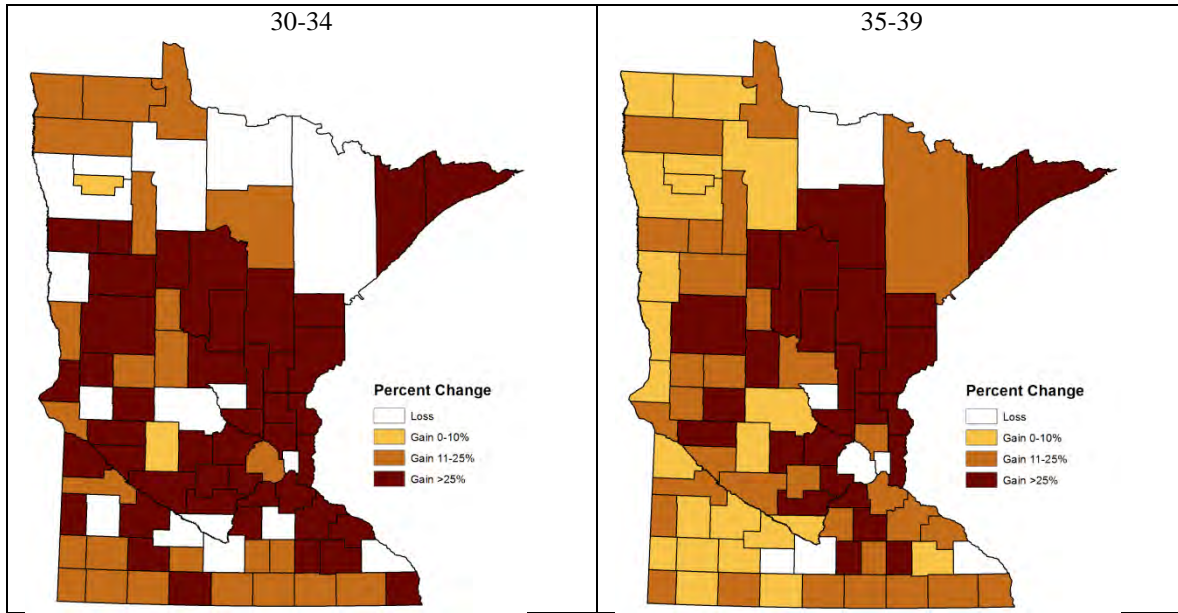 30-34
Percent Change
Loss
Gain 0-10%
Gain 11-25%
Gain >25%
35-39
Percent Change
Loss
Gain 0-10%
Gain 11-25%
Gain >25%